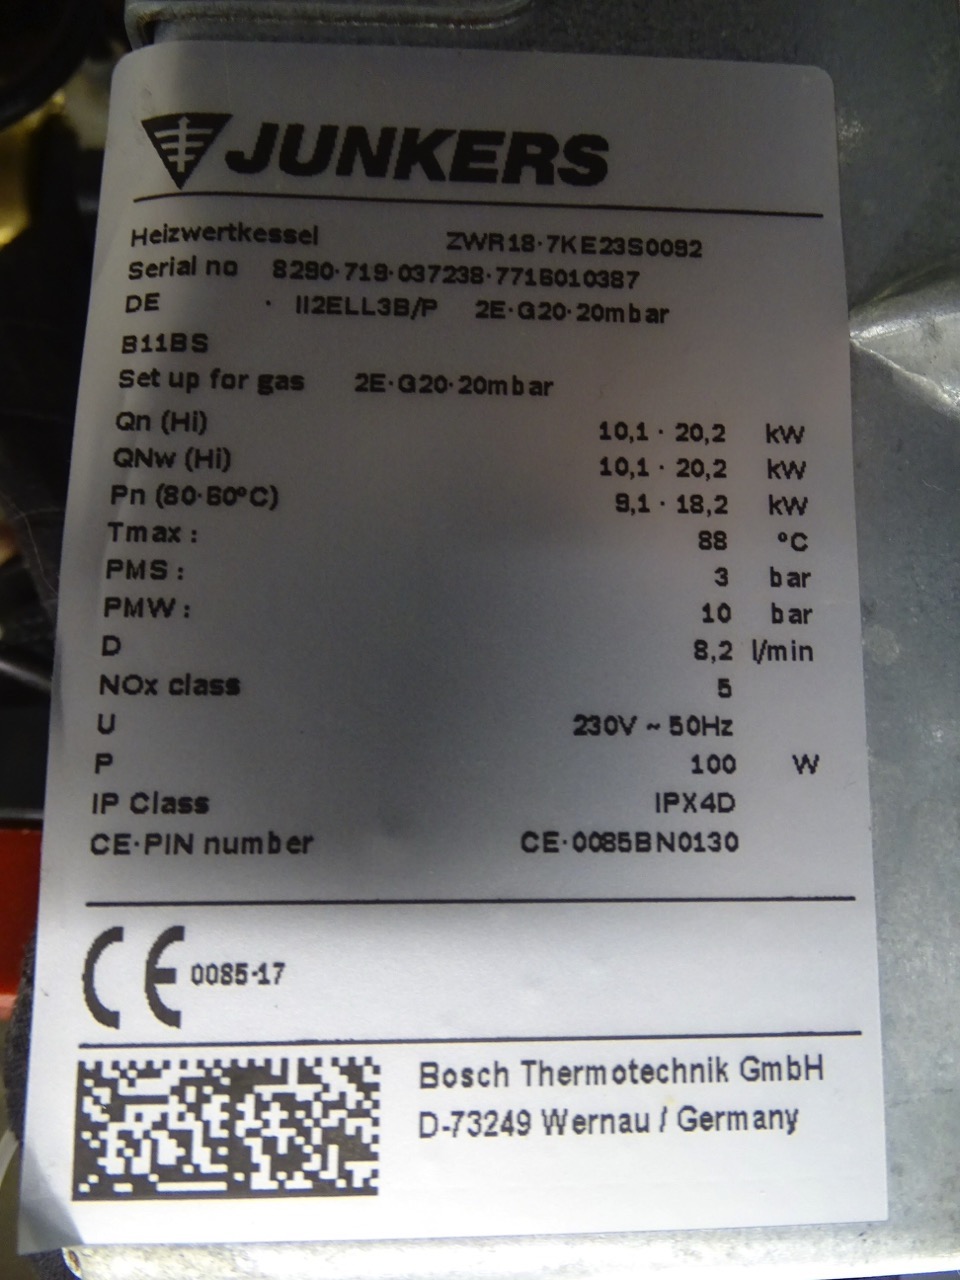 JUNKERS
Heizwertkessel ZWR18-7KE23S0092
Serial no 8290-719-037238-7716010387
DE - II2ELL3B/P 2E-G20-20mbar
B11BS
Set up for gas 2E-G20-20mbar
Qn (Hi) 10,1 - 20,2 kW
QNw (Hi) 10,1 - 20,2 kW
Pn (80-60°C) 9,1 - 18,2 kW
Tmax : 88 °C
PMS : 3 bar
PMW : 10 bar
D 8,2 l/min
NOx class 5
U 230V ~ 50Hz
P 100 W
IP Class IPX4D
CE-PIN number CE-0085BN0130
CE 0085-17
Bosch Thermotechnik GmbH
D-73249 Wernau / Germany